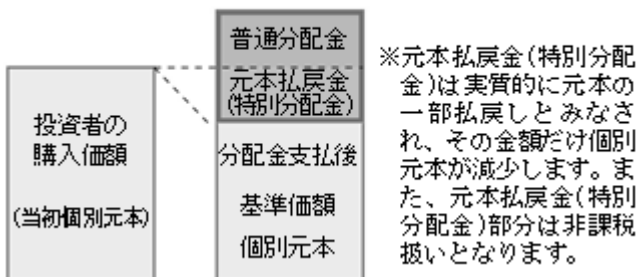 投資者の
購入価額
(当初個別元本)
普通分配金
元本払戻金
(特別分配金)
分配金支払後
基準価額
個別元本
※元本払戻金(特別分配
金)は実質的に元本の
一部払戻しとみなさ
れ、その金額だけ個別
元本が減少します。ま
た、元本払戻金(特別
分配金)部分は非課税
扱いとなります。